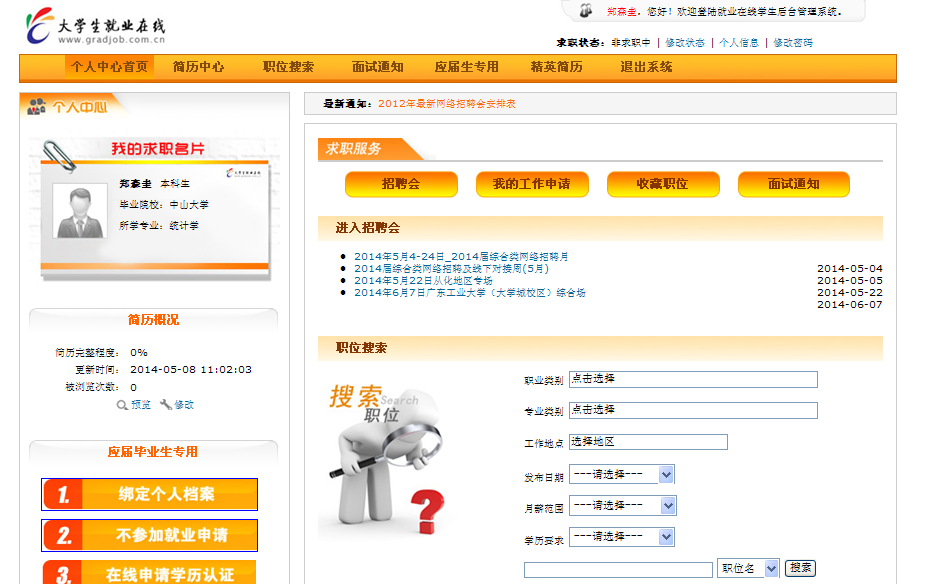 大学生就业在线
www.gradjob.com.cn
郑森圭，您好！欢迎登陆就业在线学生后台管理系统。
求职状态：非求职中 | 修改状态 | 个人信息 | 修改密码
个人中心首页 简历中心 职位搜索 面试通知 应届生专用 精英简历 退出系统
个人中心
最新通知：2012年最新网络招聘会安排表
我的求职名片
大学生就业在线
郑森圭 本科生
毕业院校：中山大学
所学专业：统计学
简历概况
简历完整程度：0%
更新时间：2014-05-08 11:02:03
被浏览次数：0
预览 修改
应届毕业生专用
1. 绑定个人档案
2. 不参加就业申请
3. 在线申请学历认证
求职服务
招聘会 我的工作申请 收藏职位 面试通知
进入招聘会
2014年5月4-24日_2014届综合类网络招聘月
2014届综合类网络招聘及线下对接周(5月) 2014-05-04
2014年5月22日从化地区专场 2014-05-05
2014年6月7日广东工业大学（大学城校区）综合场 2014-05-22
2014-06-07
职位搜索
搜索Search
职位
职业类别 点击选择
专业类别 点击选择
工作地点 选择地区
发布日期 ---请选择---
月薪范围 ---请选择---
学历要求 ---请选择---
职位名 搜索